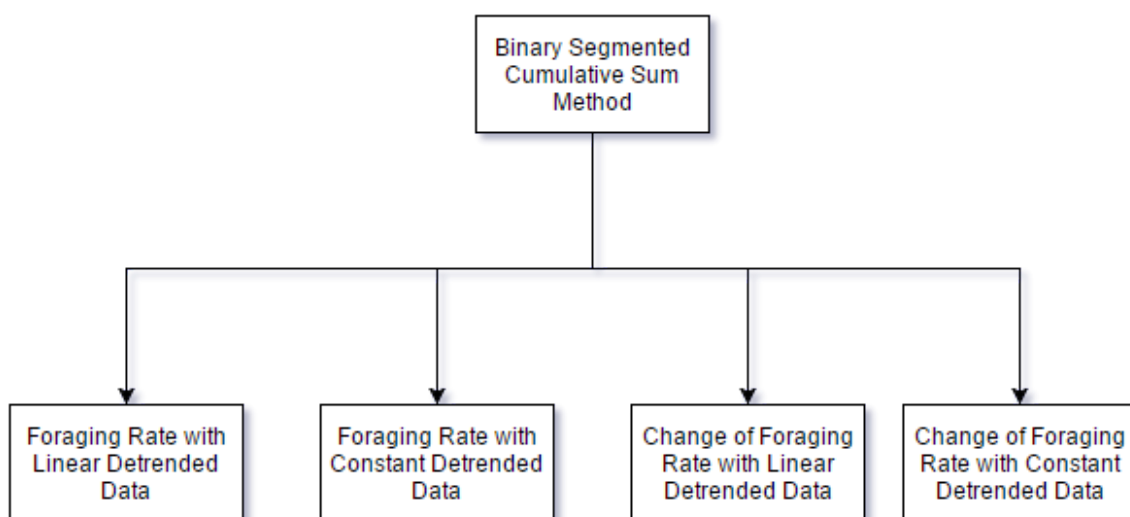 Binary Segmented
Cumulative Sum
Method
Foraging Rate with
Linear Detrended
Data
Foraging Rate with
Constant Detrended
Data
Change of Foraging
Rate with Linear
Detrended Data
Change of Foraging
Rate with Constant
Detrended Data